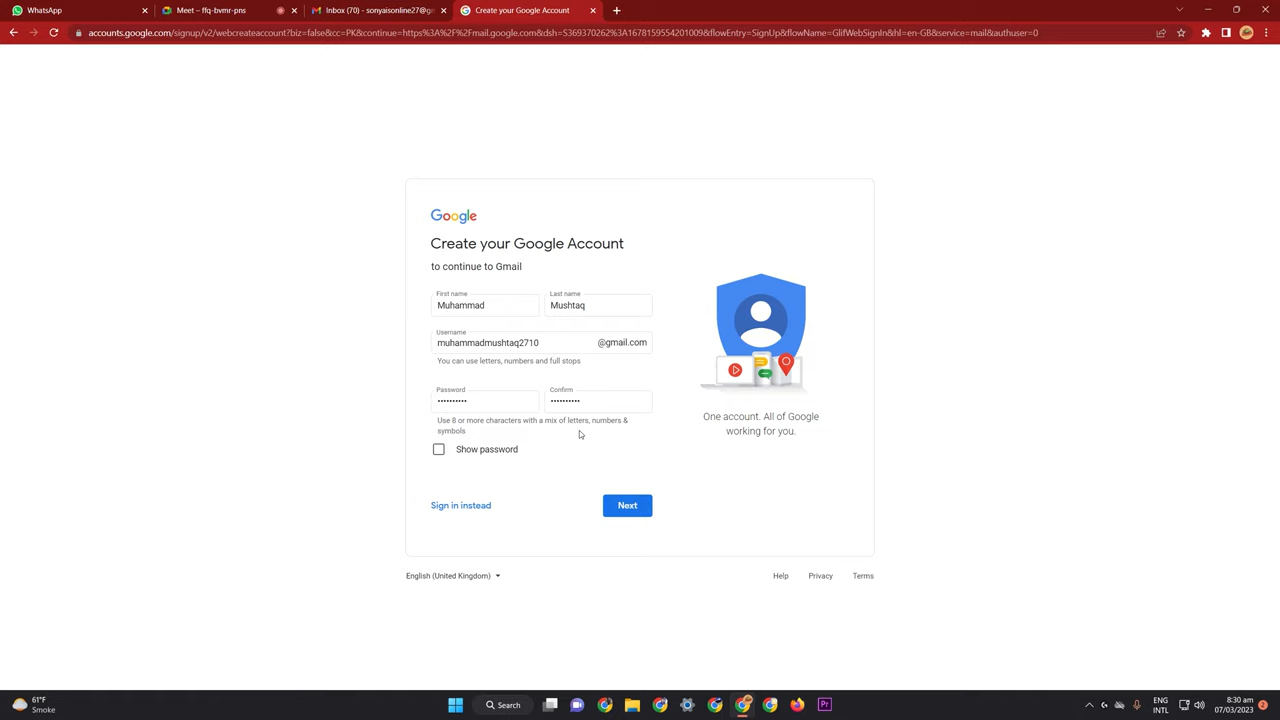 WhatsApp
Meet – ffq-bvmr-pns
Inbox (70) - sonyaisonline27@gm
Create your Google Account
accounts.google.com/signup/v2/webcreateaccount?biz=false&cc=PK&continue=https%3A%2F%2Fmail.google.com&dsh=S369370262%3A1678159554201009&flowEntry=SignUp&flowName=GlifWebSignIn&hl=en-GB&service=mail&authuser=0
Google
Create your Google Account
to continue to Gmail
First name
Last name
Muhammad
Mushtaq
Username
muhammadmushtaq2710
@gmail.com
You can use letters, numbers and full stops
Password
Confirm
Use 8 or more characters with a mix of letters, numbers &
symbols
Show password
Sign in instead
Next
One account. All of Google
working for you.
English (United Kingdom)
Help
Privacy
Terms
61°F
Smoke
Search
Pr
ENG
INTL
8:30 am
07/03/2023
2